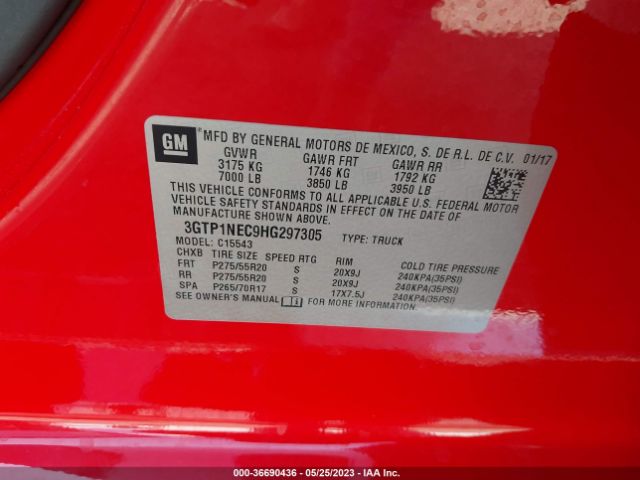 GM
®
MFD BY GENERAL MOTORS DE MEXICO, S. DE R.L. DE C.V. 01/17
GVWR GAWR FRT GAWR RR
3175 KG 1746 KG 1792 KG
7000 LB 3850 LB 3950 LB
THIS VEHICLE CONFORMS TO ALL APPLICABLE U.S. FEDERAL MOTOR
VEHICLE SAFETY STANDARDS IN EFFECT ON THE DATE OF
MANUFACTURE SHOWN ABOVE.
3GTP1NEC9HG297305 TYPE: TRUCK
MODEL: C15543
CHXB TIRE SIZE SPEED RTG RIM COLD TIRE PRESSURE
FRT P275/55R20 S 20X9J 240KPA(35PSI)
RR P275/55R20 S 20X9J 240KPA(35PSI)
SPA P265/70R17 S 17X7.5J 240KPA(35PSI)
SEE OWNER'S MANUAL FOR MORE INFORMATION.
000-36690436 - 05/25/2023 - IAA Inc.